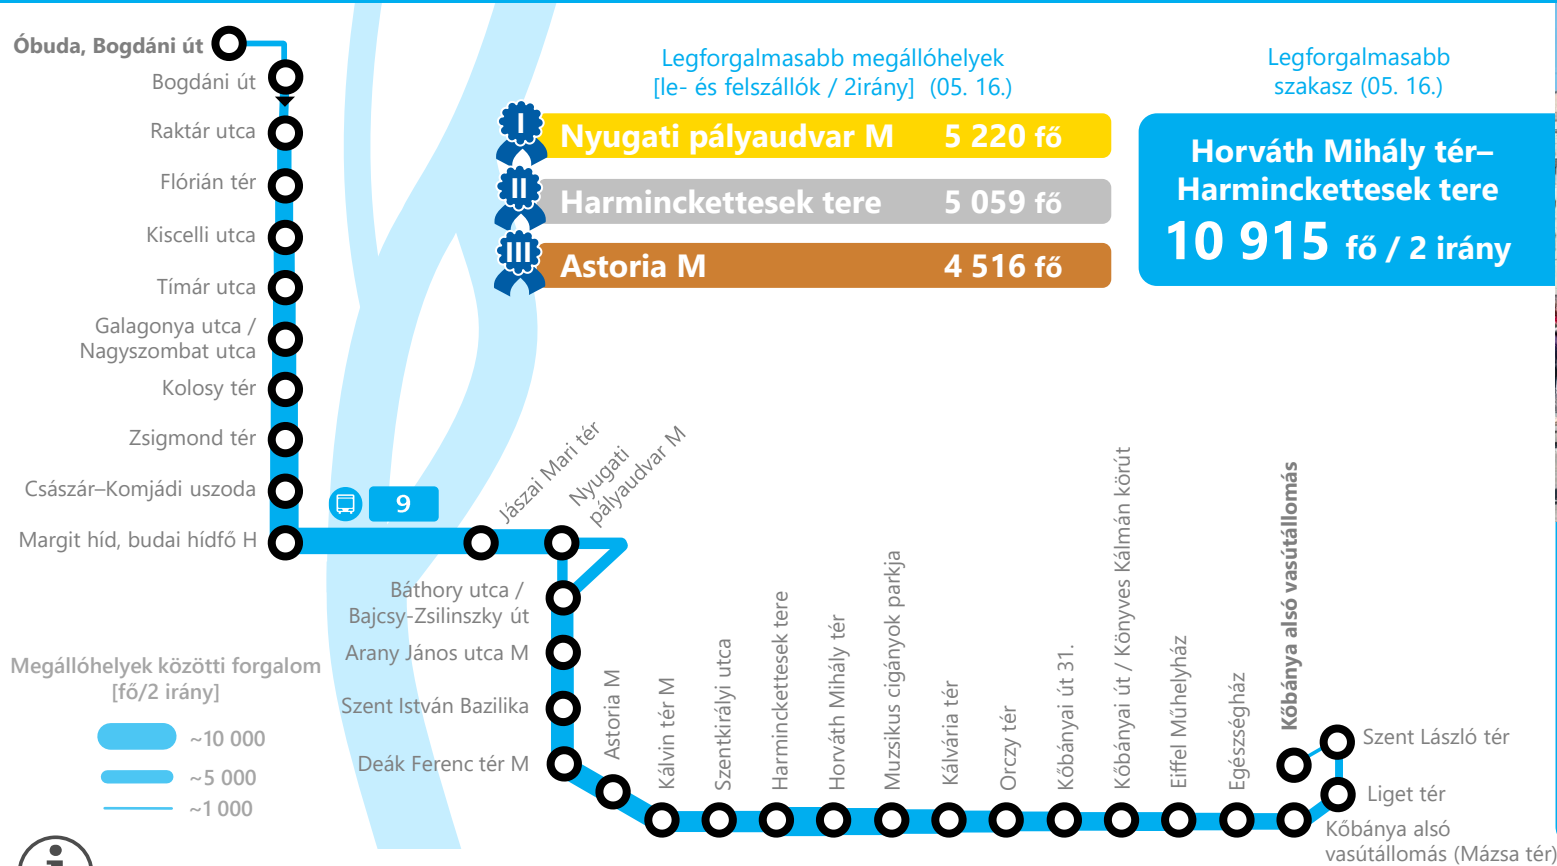 Óbuda, Bogdáni út
Bogdáni út
Raktár utca
Flórián tér
Kiscelli utca
Tímár utca
Galagonya utca /
Nagyszombat utca
Kolosy tér
Zsigmond tér
Császár–Komjádi uszoda
Margit híd, budai hídfő H
Legforgalmasabb megállóhelyek
[le- és felszállók / 2irány] (05. 16.)
I Nyugati pályaudvar M 5 220 fő
II Harminckettesek tere 5 059 fő
III Astoria M 4 516 fő
Legforgalmasabb
szakasz (05. 16.)
Horváth Mihály tér–
Harminckettesek tere
10 915 fő / 2 irány
9
Jászai Mari tér
Nyugati
pályaudvar M
Báthory utca /
Bajcsy-Zsilinszky út
Arany János utca M
Szent István Bazilika
Deák Ferenc tér M
Astoria M
Kálvin tér M
Szentkirályi utca
Harminckettesek tere
Horváth Mihály tér
Muzsikus cigányok parkja
Kálvária tér
Orczy tér
Kőbányai út 31.
Kőbányai út / Könyves Kálmán körút
Eiffel Műhelyház
Egészségház
Kőbánya alsó vasútállomás
Szent László tér
Liget tér
Kőbánya alsó
vasútállomás (Mázsa tér)
Megállóhelyek közötti forgalom
[fő/2 irány]
~10 000
~5 000
~1 000
i